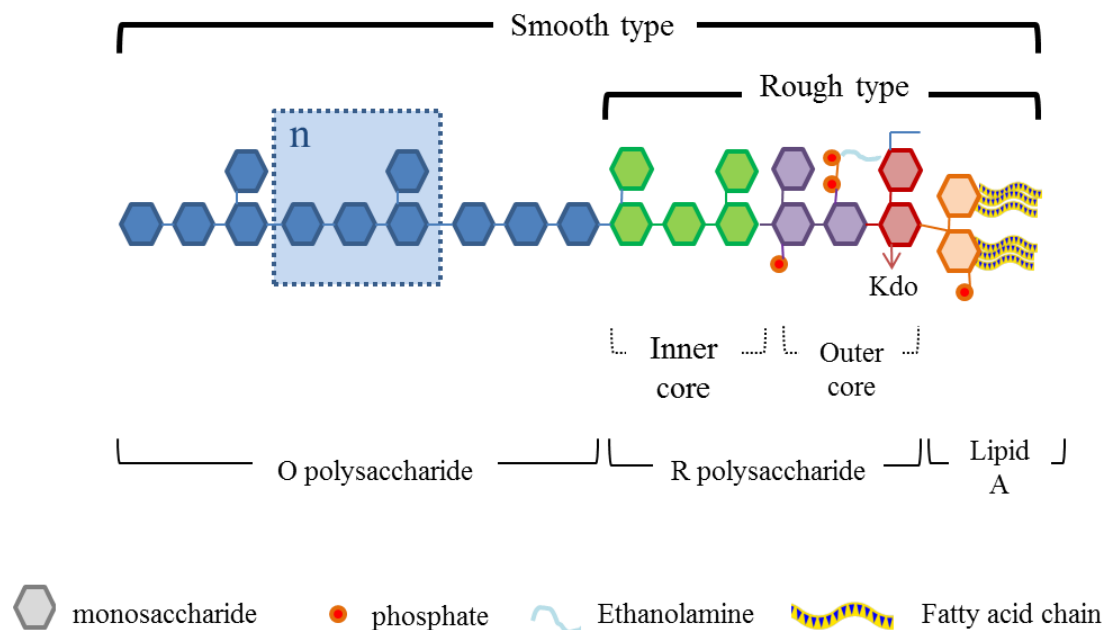 Smooth type
Rough type
n
Kdo
Inner
core
Outer
core
O polysaccharide
R polysaccharide
Lipid
A
monosaccharide
phosphate
Ethanolamine
Fatty acid chain